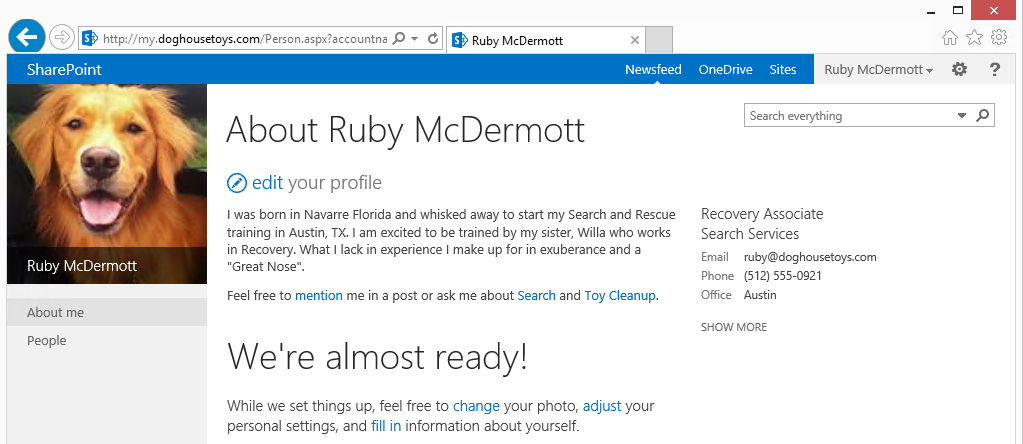 http://my.doghousetoys.com/Person.aspx?accountna
Ruby McDermott
SharePoint
Newsfeed OneDrive Sites Ruby McDermott ?
About Ruby McDermott
Search everything
edit your profile
I was born in Navarre Florida and whisked away to start my Search and Rescue
training in Austin, TX. I am excited to be trained by my sister, Willa who works
in Recovery. What I lack in experience I make up for in exuberance and a
"Great Nose".
Feel free to mention me in a post or ask me about Search and Toy Cleanup.
Recovery Associate
Search Services
Email ruby@doghousetoys.com
Phone (512) 555-0921
Office Austin
SHOW MORE
Ruby McDermott
About me
People
We're almost ready!
While we set things up, feel free to change your photo, adjust your
personal settings, and fill in information about yourself.